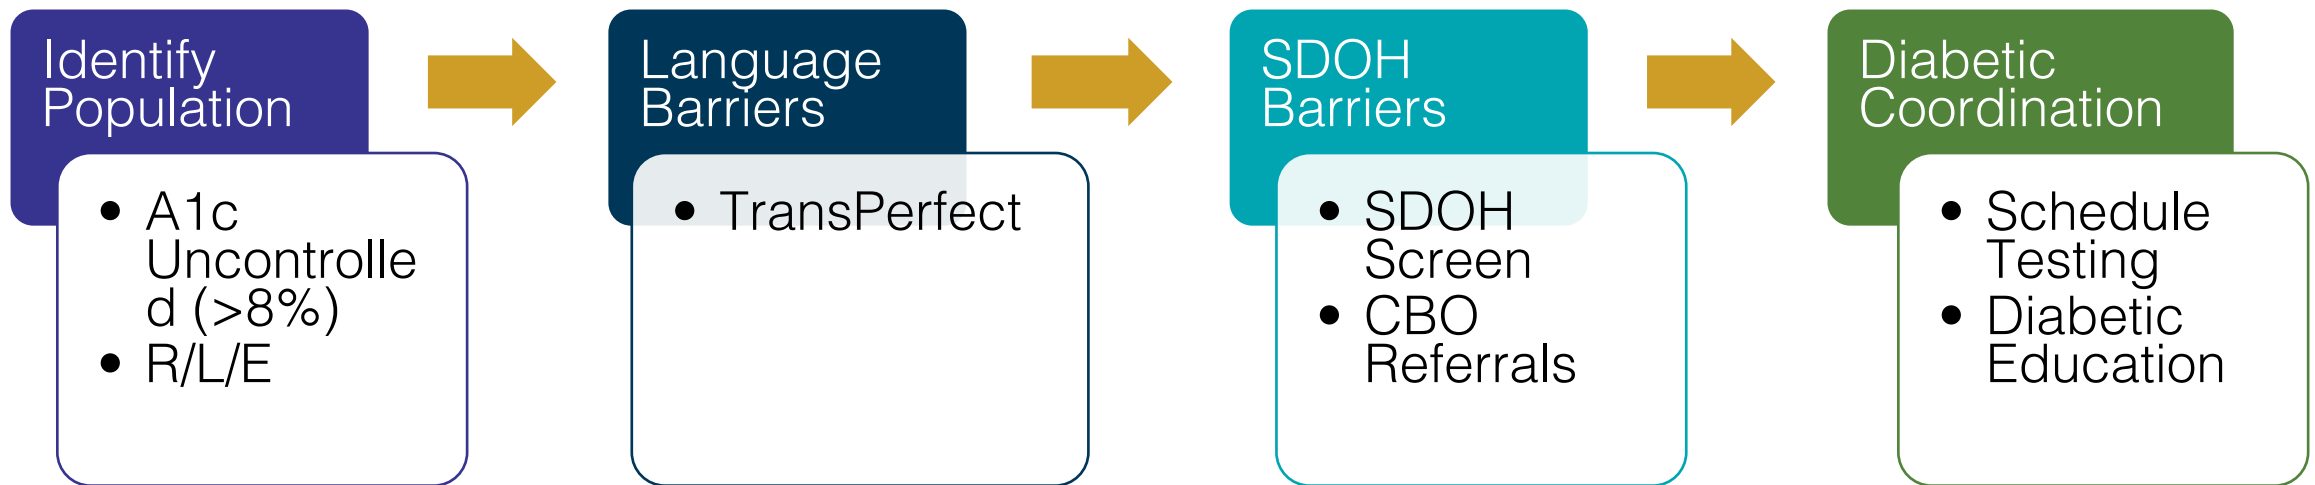 Identify
Population
• A1c
Uncontrolle
d (>8%)
• R/L/E
Language
Barriers
• TransPerfect
SDOH
Barriers
• SDOH
Screen
• CBO
Referrals
Diabetic
Coordination
• Schedule
Testing
• Diabetic
Education